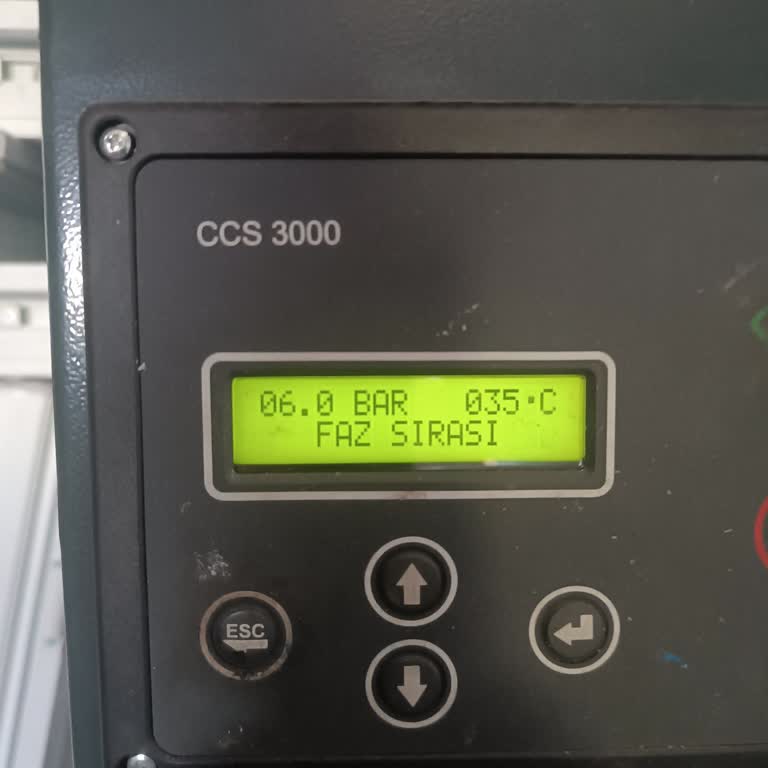 CCS 3000
06.0 BAR 035°C
FAZ SIRASI
ESC